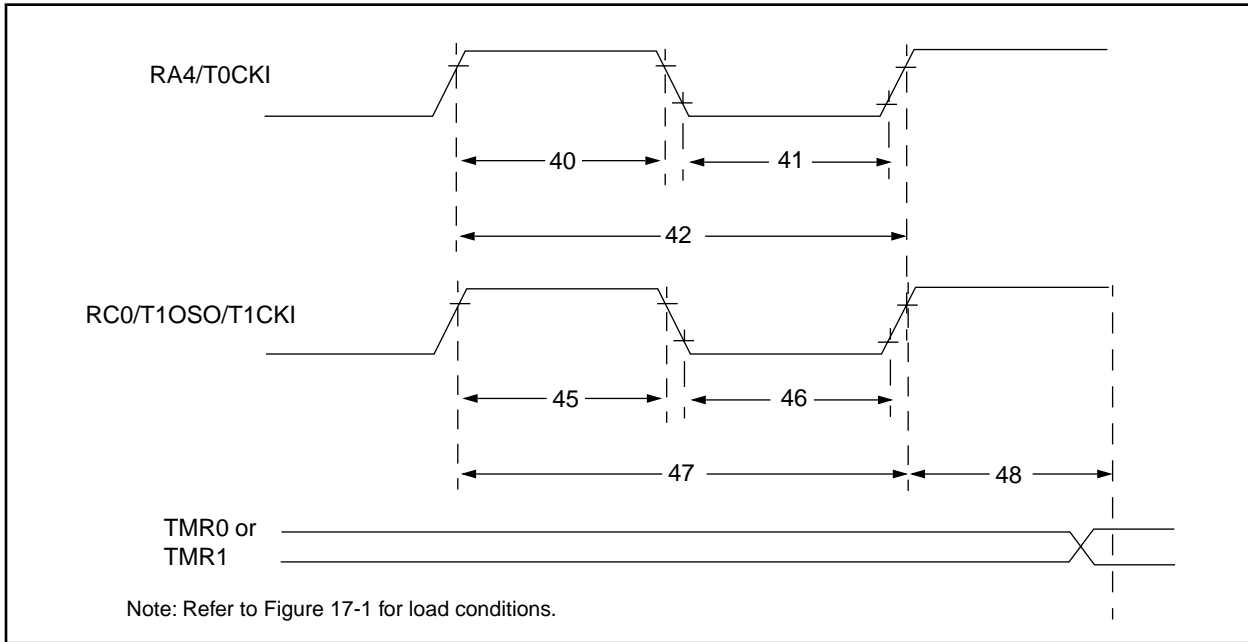 RA4/T0CKI
40
41
42
RC0/T1OSO/T1CKI
45
46
47
48
TMR0 or
TMR1
Note: Refer to Figure 17-1 for load conditions.